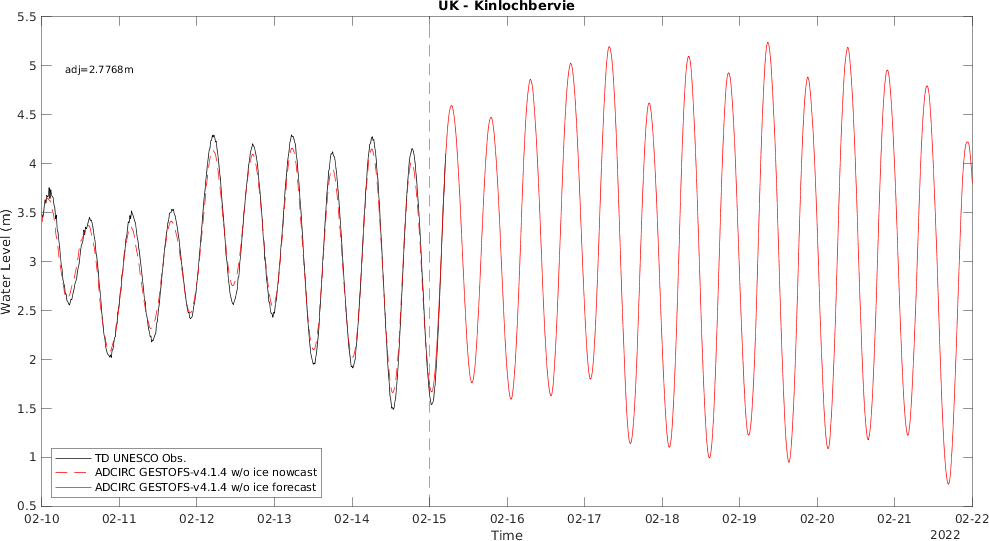 UK - Kinlochbervie
5.5
5
4.5
4
3.5
3
2.5
2
1.5
1
0.5
Water Level (m)
adj=2.7768m
TD UNESCO Obs.
ADCIRC GESTOFS-v4.1.4 w/o ice nowcast
ADCIRC GESTOFS-v4.1.4 w/o ice forecast
02-10 02-11 02-12 02-13 02-14 02-15 02-16 02-17 02-18 02-19 02-20 02-21 02-22
Time
2022